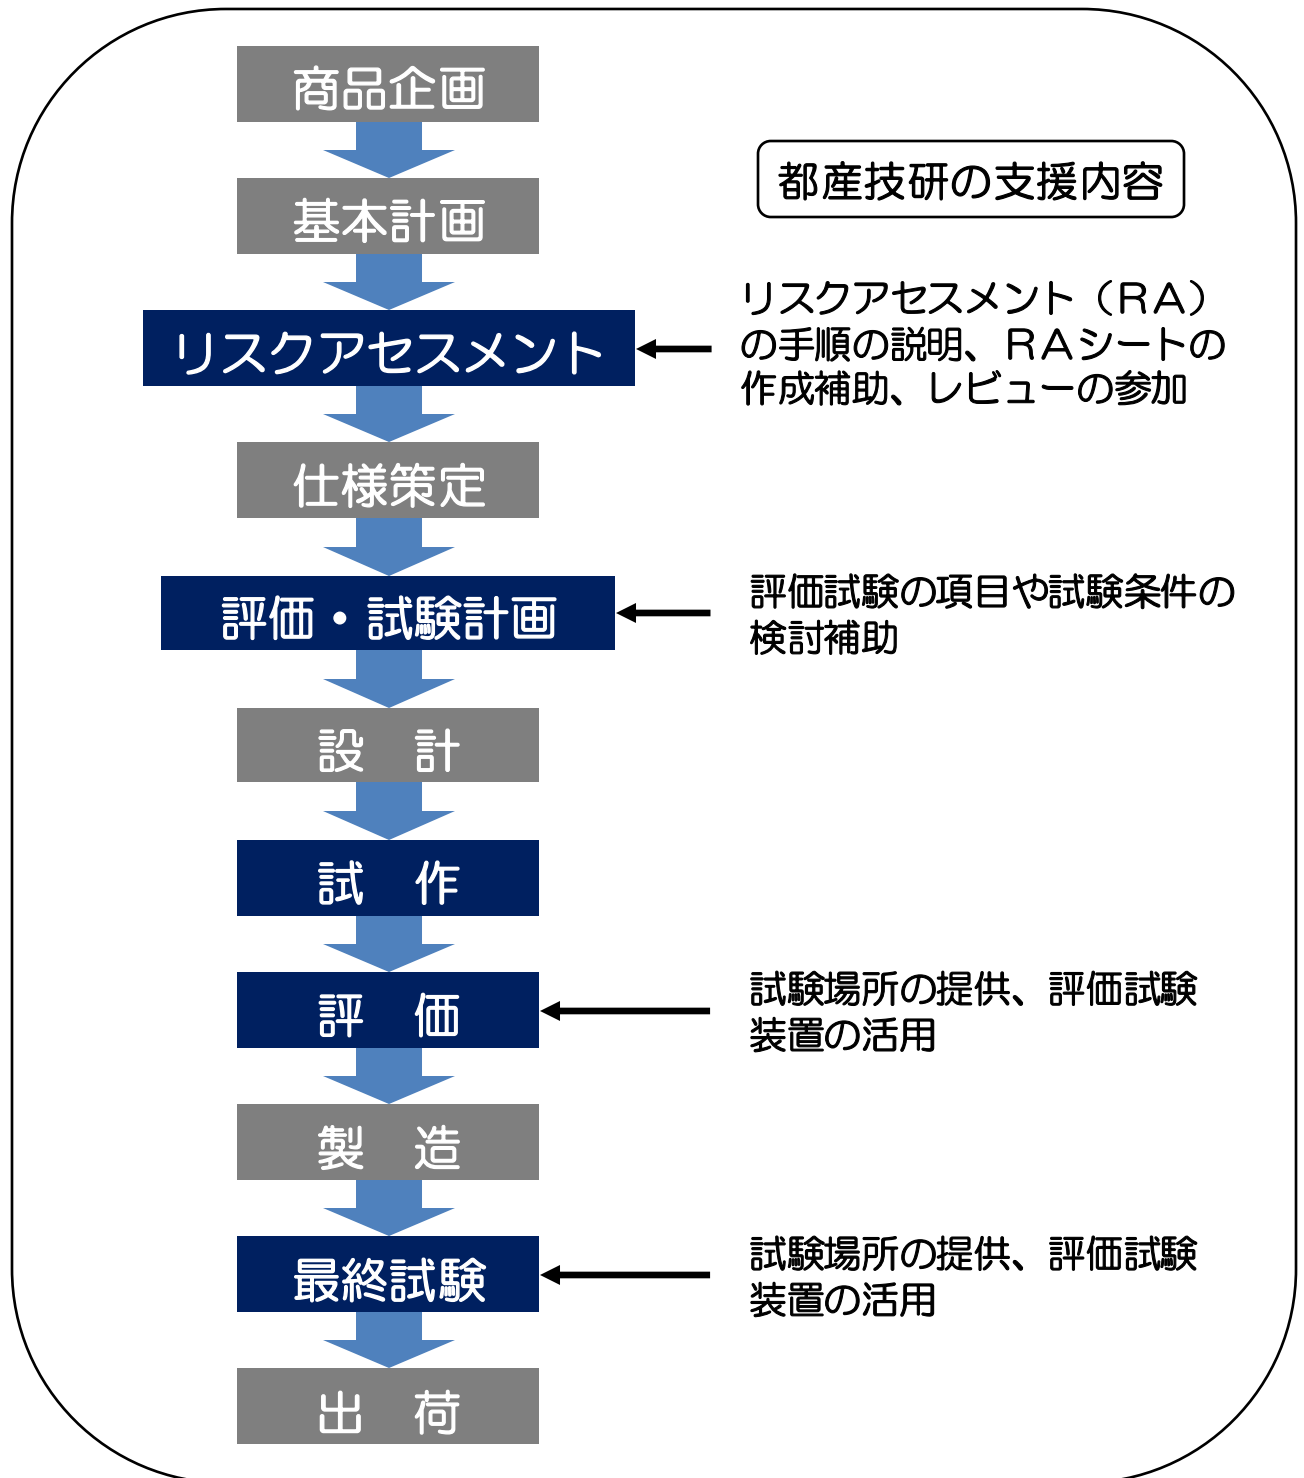 商品企画
基本計画
都産技研の支援内容
リスクアセスメント
リスクアセスメント（ＲＡ）
の手順の説明、ＲＡシートの
作成補助、レビューの参加
仕様策定
評価・試験計画
評価試験の項目や試験条件の
検討補助
設　計
試　作
評　価
試験場所の提供、評価試験
装置の活用
製　造
最終試験
試験場所の提供、評価試験
装置の活用
出　荷